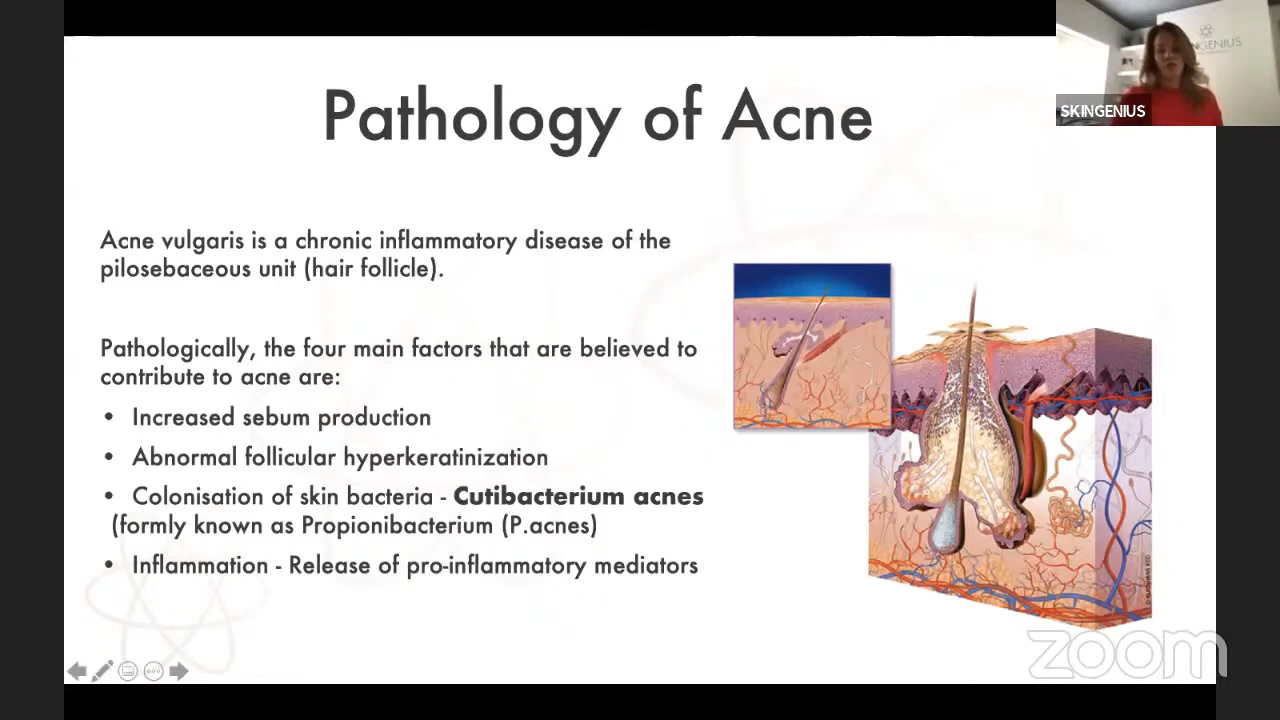 Pathology of Acne
SKINGENIUS
Acne vulgaris is a chronic inflammatory disease of the
pilosebaceous unit (hair follicle).
Pathologically, the four main factors that are believed to
contribute to acne are:
• Increased sebum production
• Abnormal follicular hyperkeratinization
• Colonisation of skin bacteria - Cutibacterium acnes
(formly known as Propionibacterium (P.acnes)
• Inflammation - Release of pro-inflammatory mediators
zoom